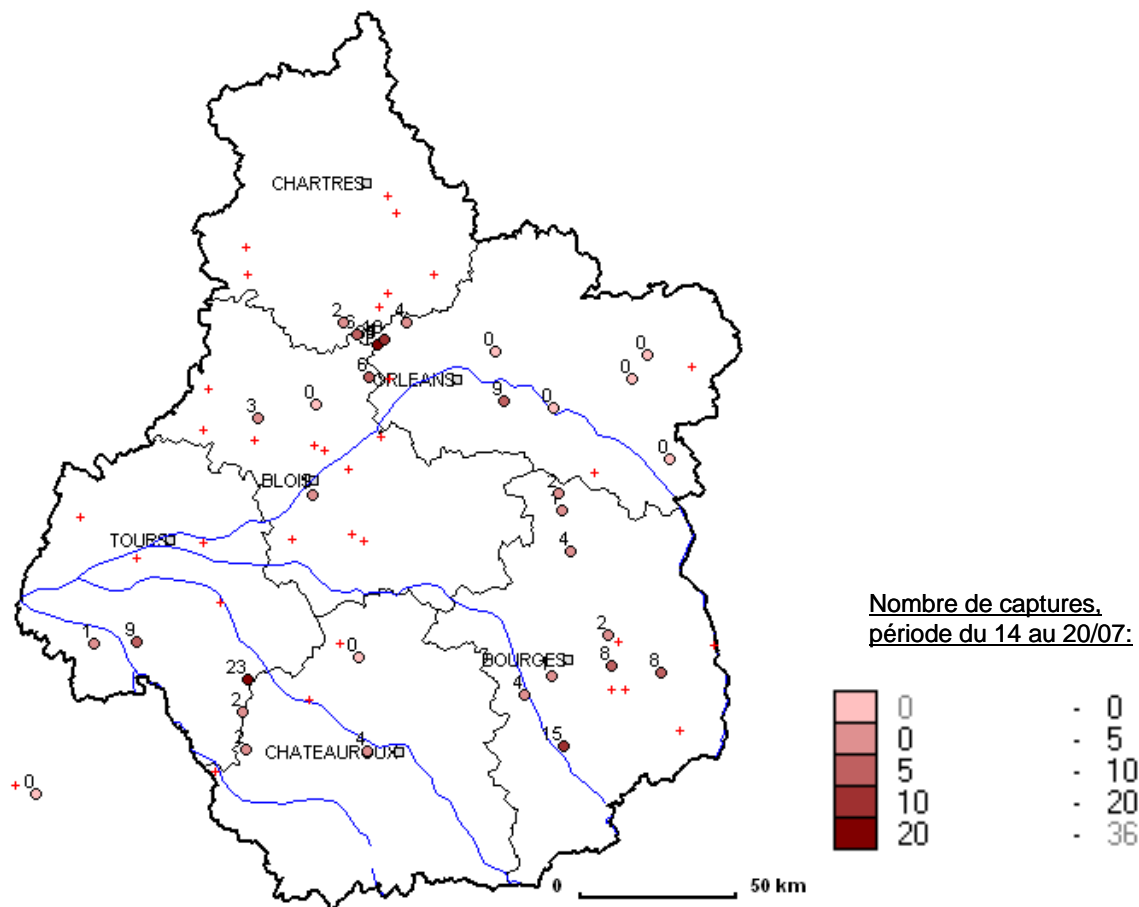 CHARTRES
2
4
0
0
0
6
ORLEANS
9
0
0
3
0
BLOIS
2
4
TOURS
Nombre de captures,
période du 14 au 20/07:
1
9
2
0
BOURGES
8
8
23
4
2
15
4
CHATEAUROUX
0
0 - 0
0 - 5
5 - 10
10 - 20
20 - 36
0
50 km